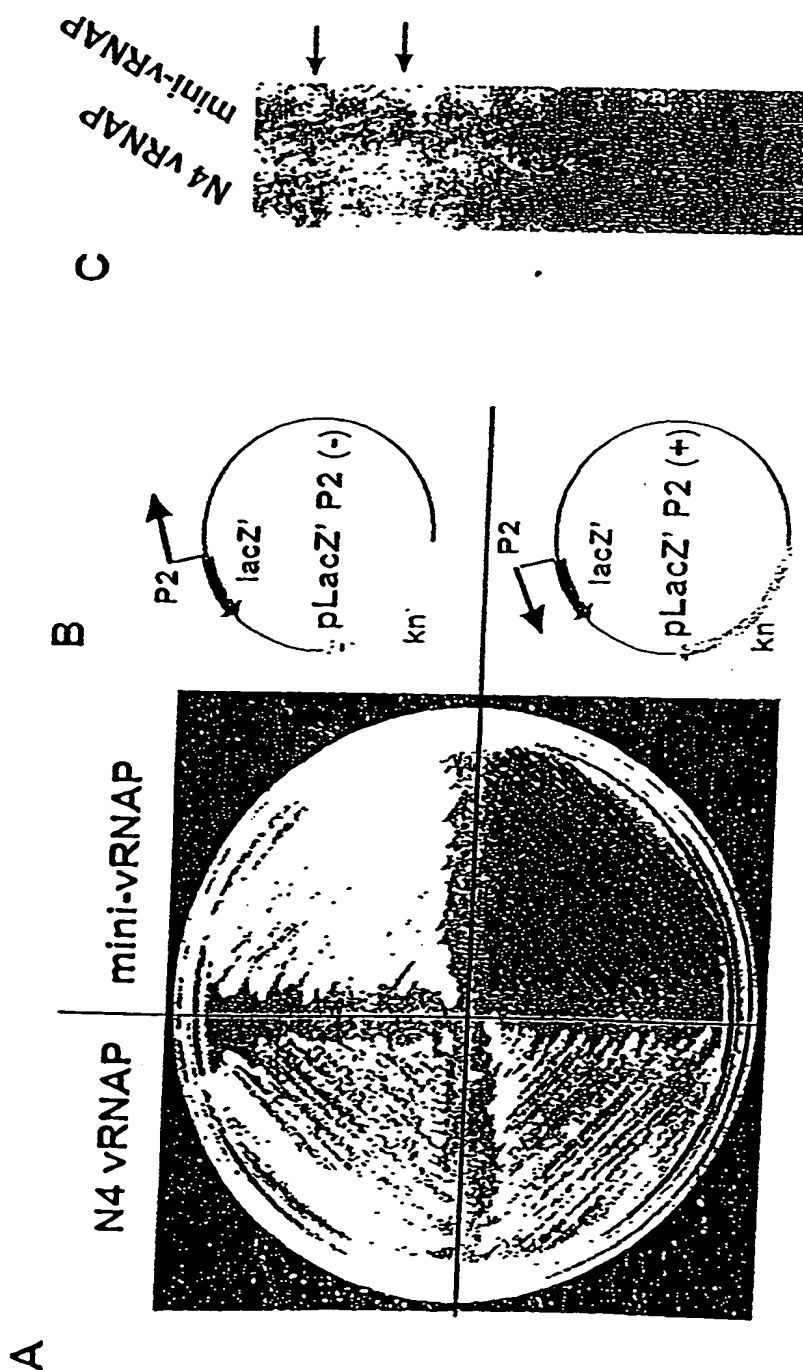 A
N4 vRNAP
mini-vRNAP
B
P2
lacZ'
pLacZ' P2 (-)
kn'
P2
lacZ'
pLacZ' P2 (+)
kn
C
N4 vRNAP
mini-vRNAP